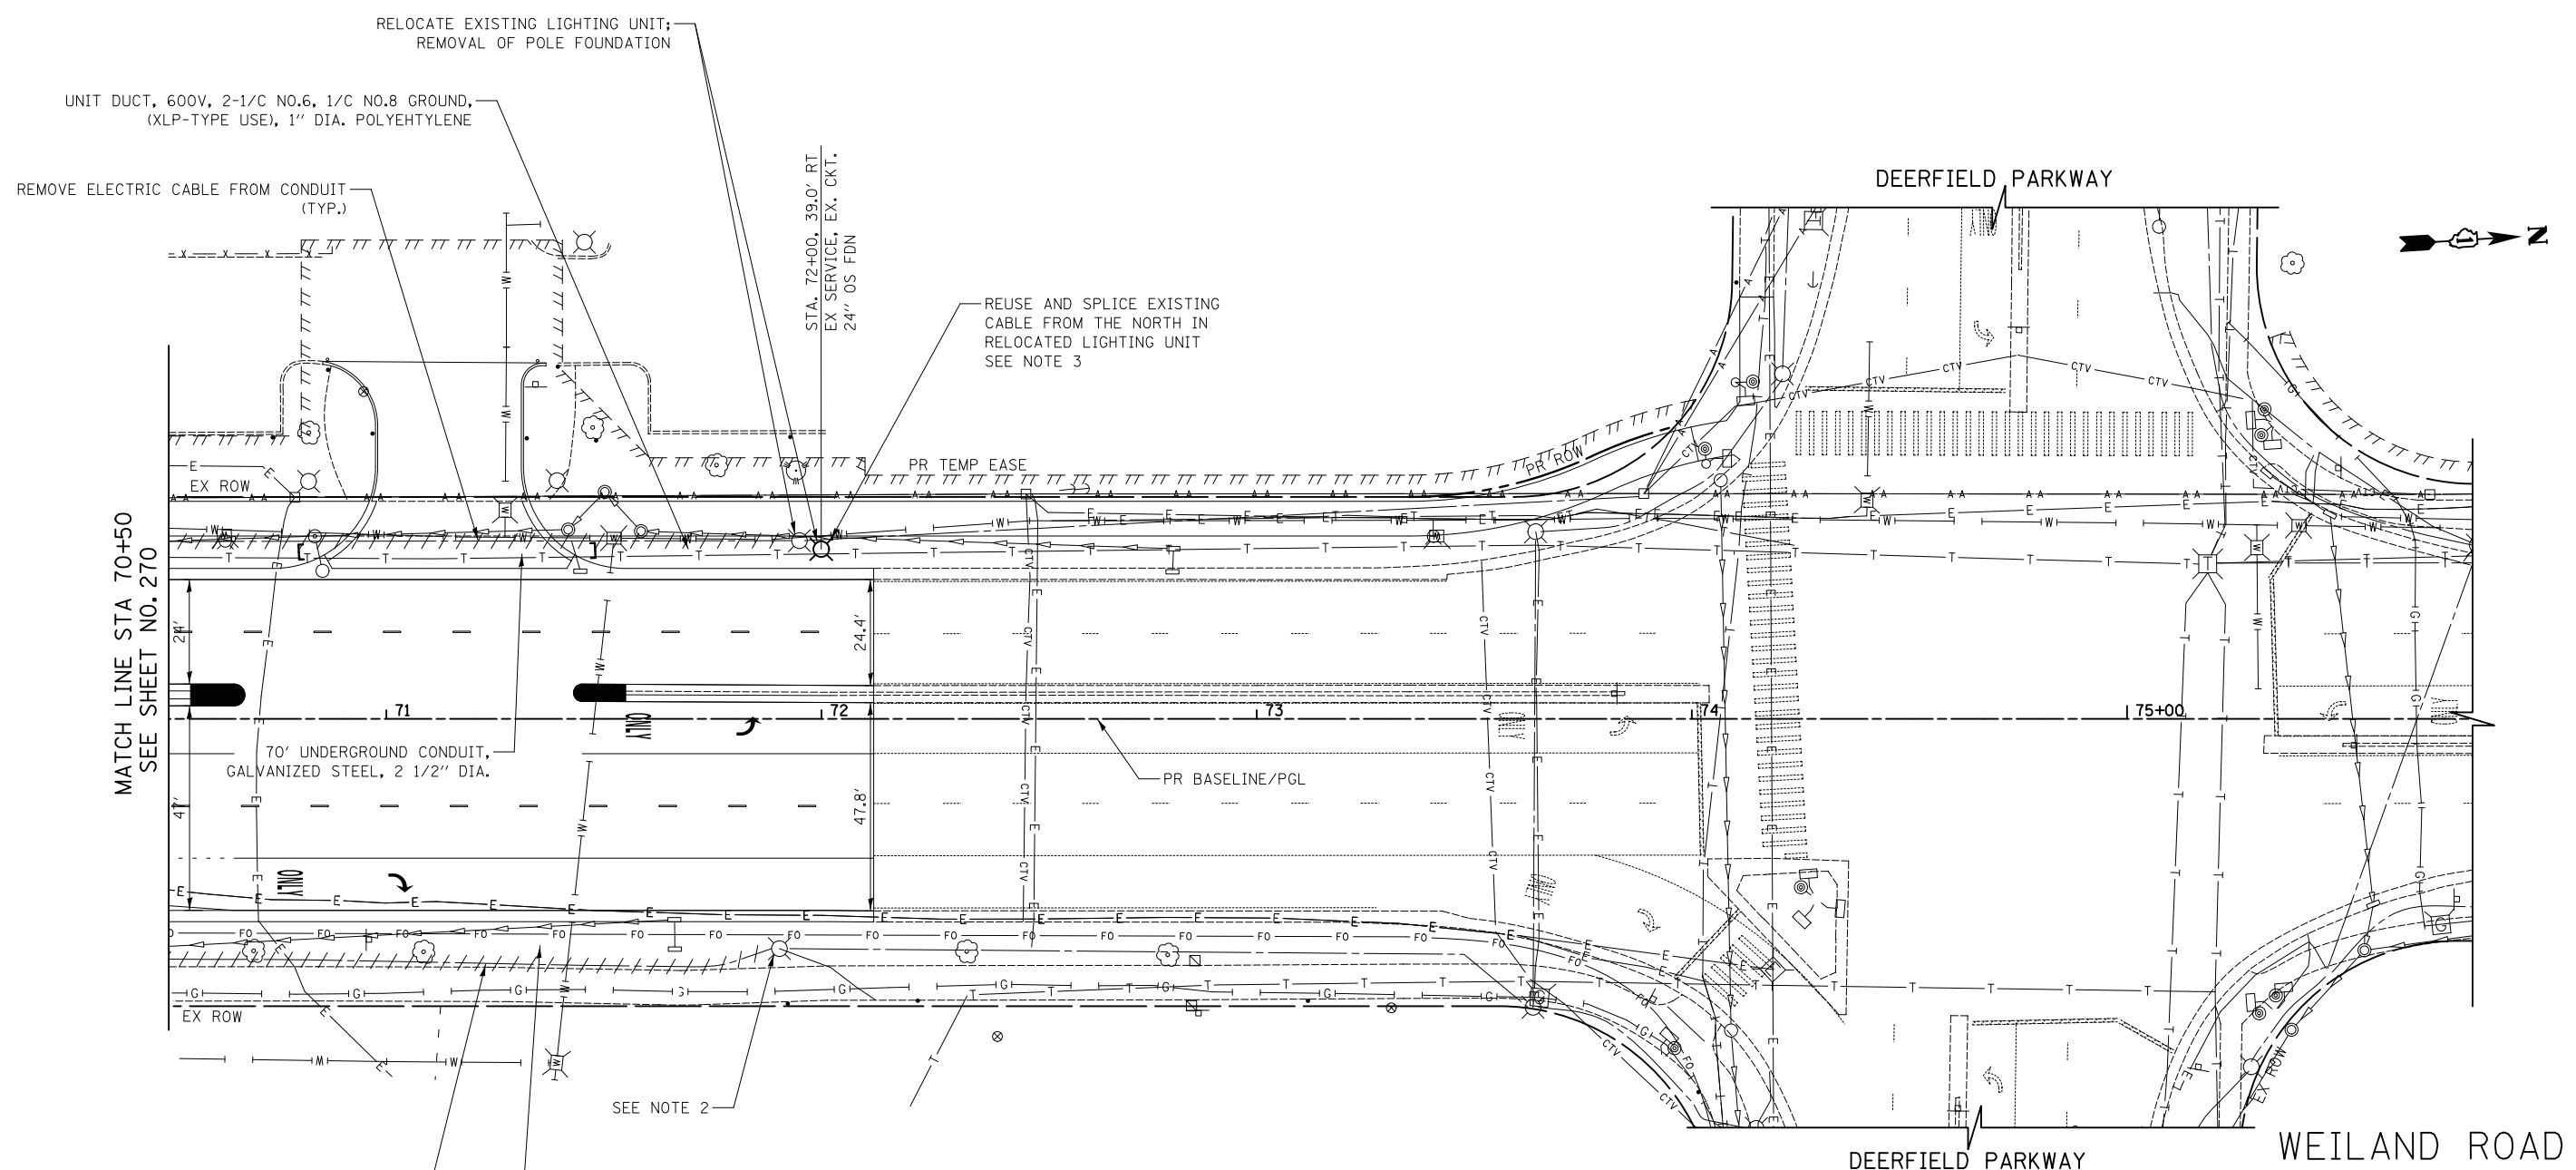 RELOCATE EXISTING LIGHTING UNIT;
REMOVAL OF POLE FOUNDATION
UNIT DUCT, 600V, 2-1/C NO.6, 1/C NO.8 GROUND,
(XLP-TYPE USE), 1" DIA. POLYEHTYLENE
REMOVE ELECTRIC CABLE FROM CONDUIT
(TYP.)
STA. 72+00, 39.0' RT
EX SERVICE, EX. CKT.
24" OS FDN
REUSE AND SPLICE EXISTING
CABLE FROM THE NORTH IN
RELOCATED LIGHTING UNIT
SEE NOTE 3
DEERFIELD PARKWAY
N
PR TEMP EASE
PR ROW
EX ROW
MATCH LINE STA 70+50
SEE SHEET NO. 270
24'
24.4'
71
72
73
74
75+00
ONLY
70' UNDERGROUND CONDUIT,
GALVANIZED STEEL, 2 1/2" DIA.
PR BASELINE/PGL
47'
47.8'
ONLY
EX ROW
SEE NOTE 2
EX ROW
DEERFIELD PARKWAY
WEILAND ROAD